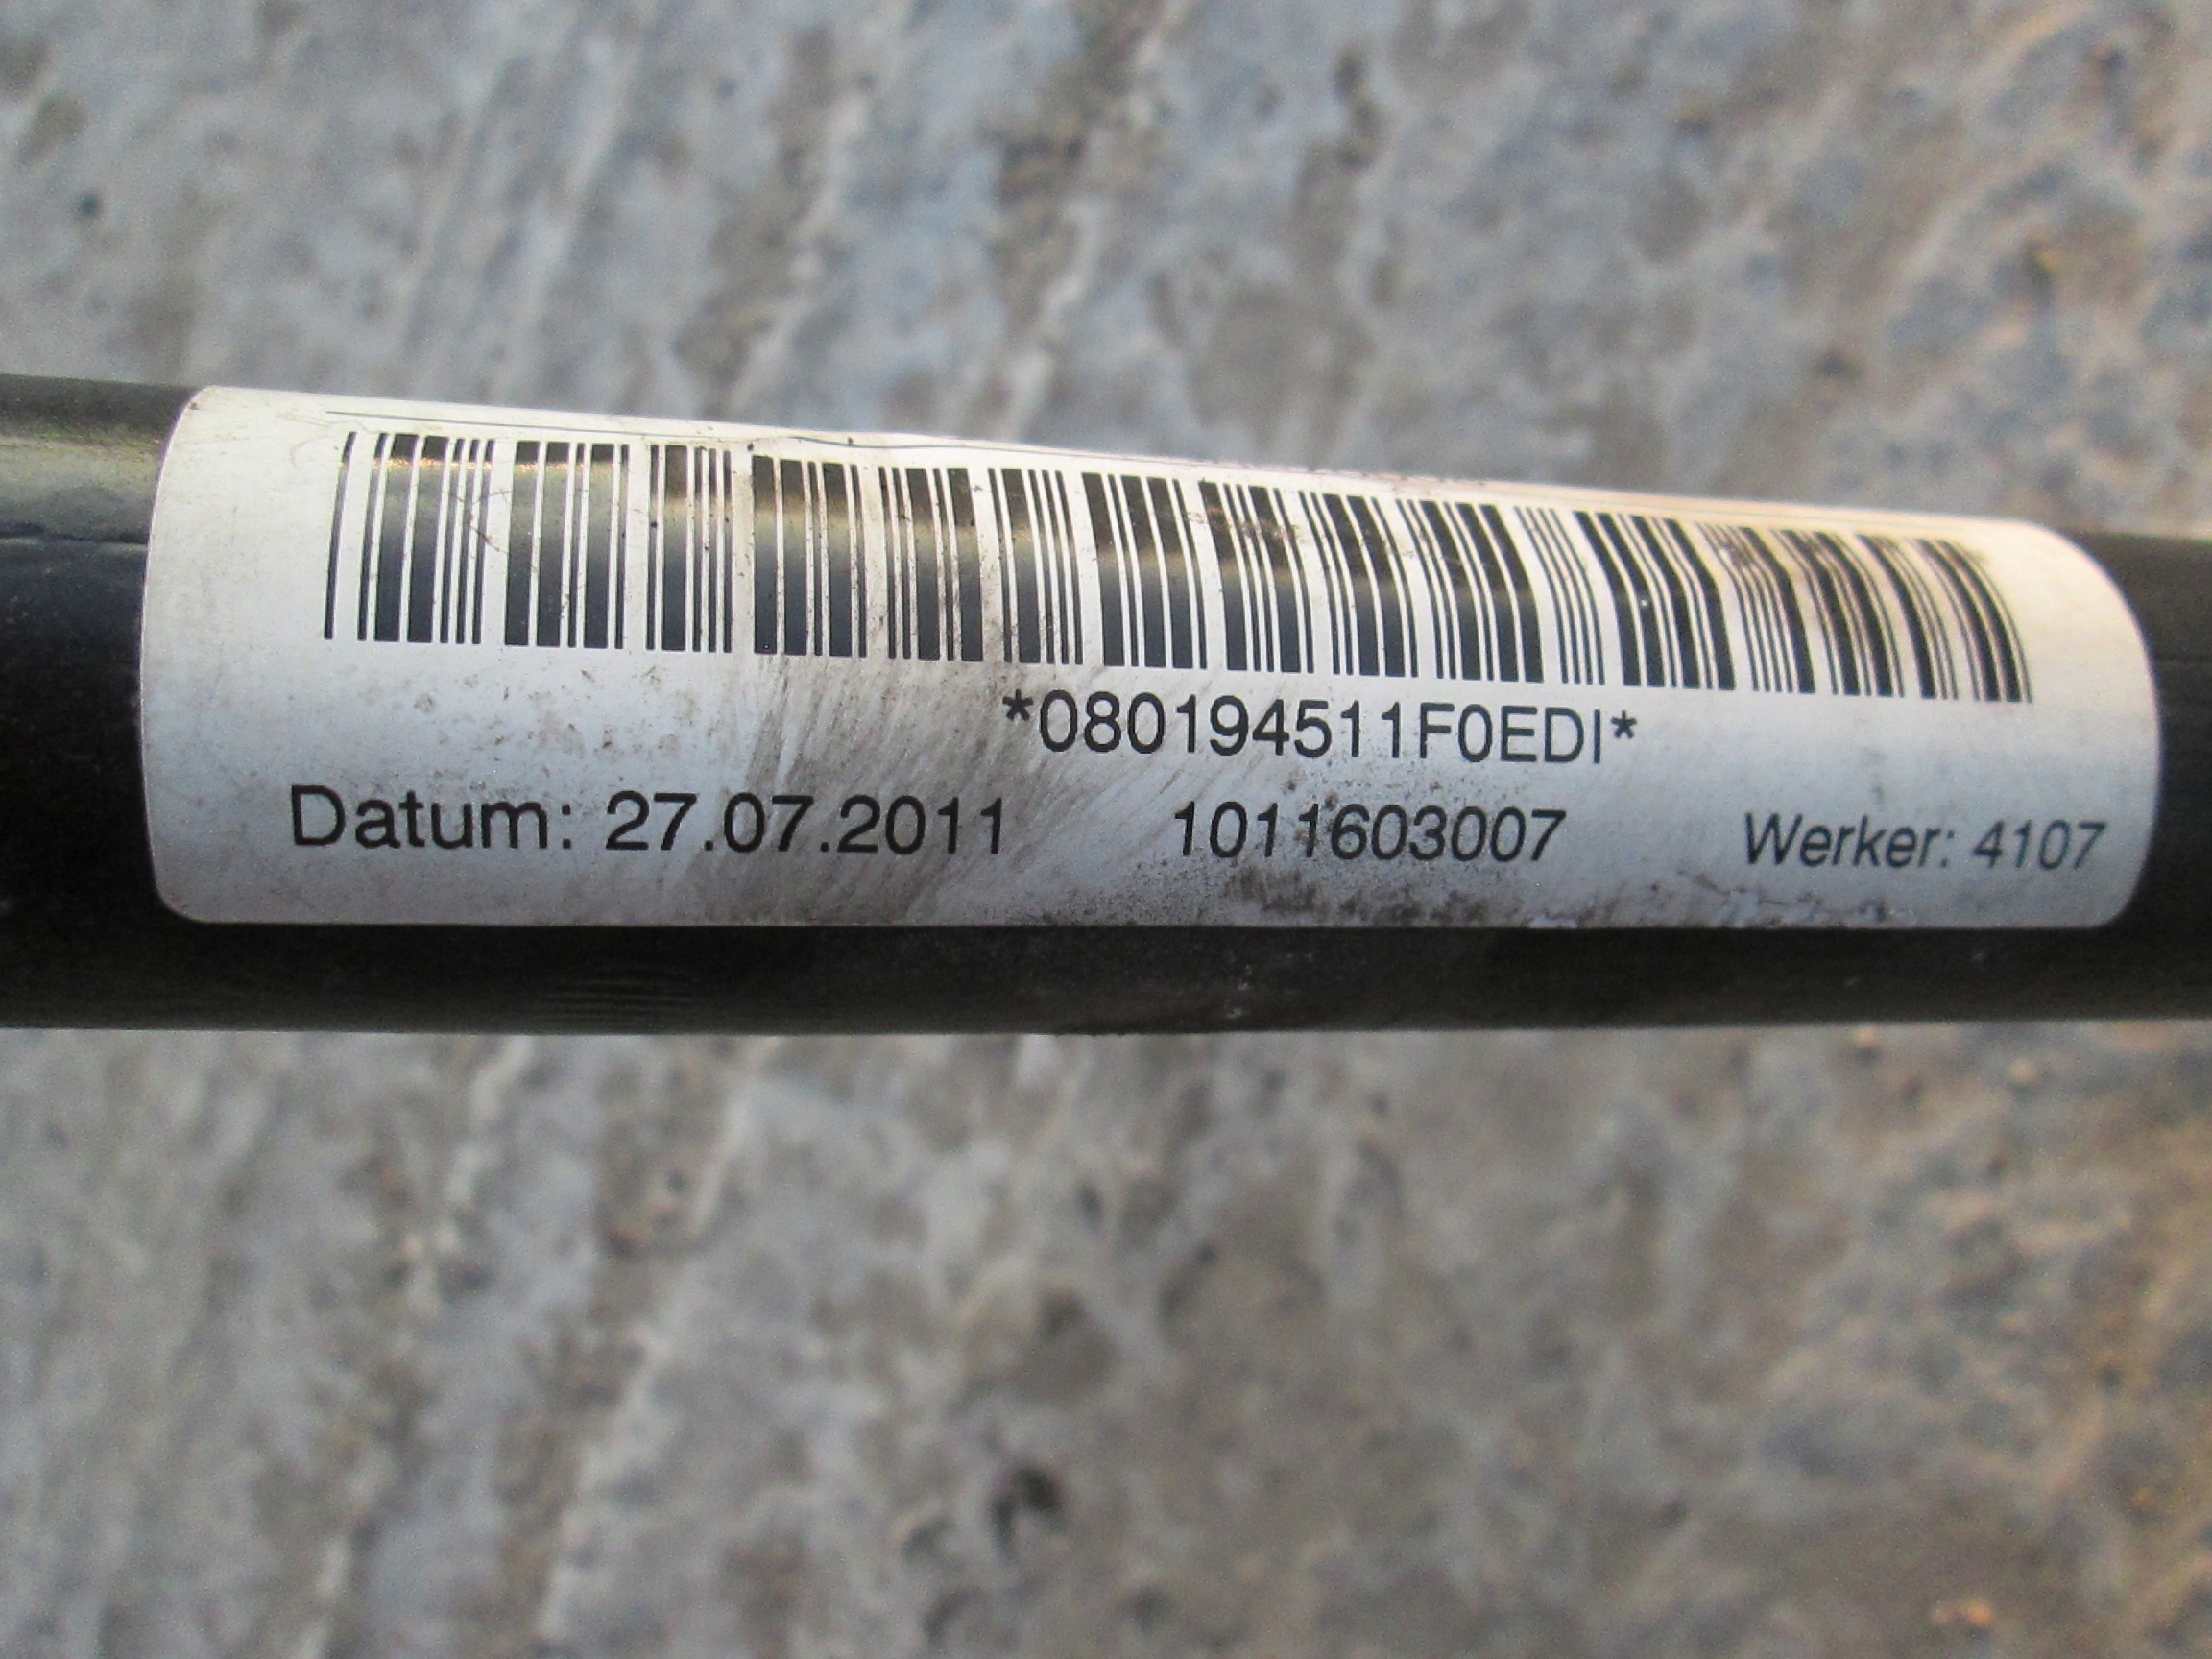 *080194511F0EDI*
Datum: 27.07.2011 1011603007 Werker: 4107